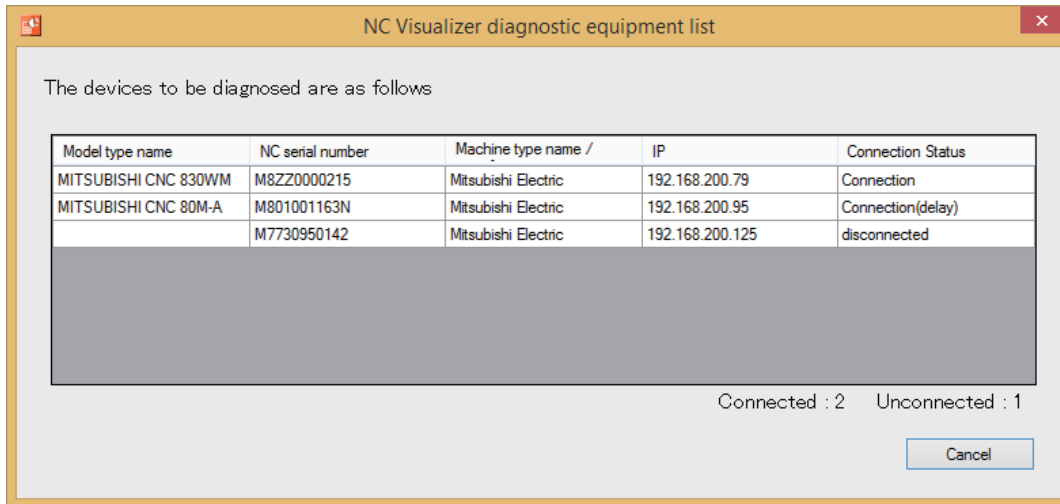 NC Visualizer diagnostic equipment list
The devices to be diagnosed are as follows
Model type name NC serial number Machine type name / IP Connection Status
MITSUBISHI CNC 830WM M8ZZ0000215 Mitsubishi Electric 192.168.200.79 Connection
MITSUBISHI CNC 80M-A M801001163N Mitsubishi Electric 192.168.200.95 Connection(delay)
M7730950142 Mitsubishi Electric 192.168.200.125 disconnected
Connected : 2 Unconnected : 1
Cancel